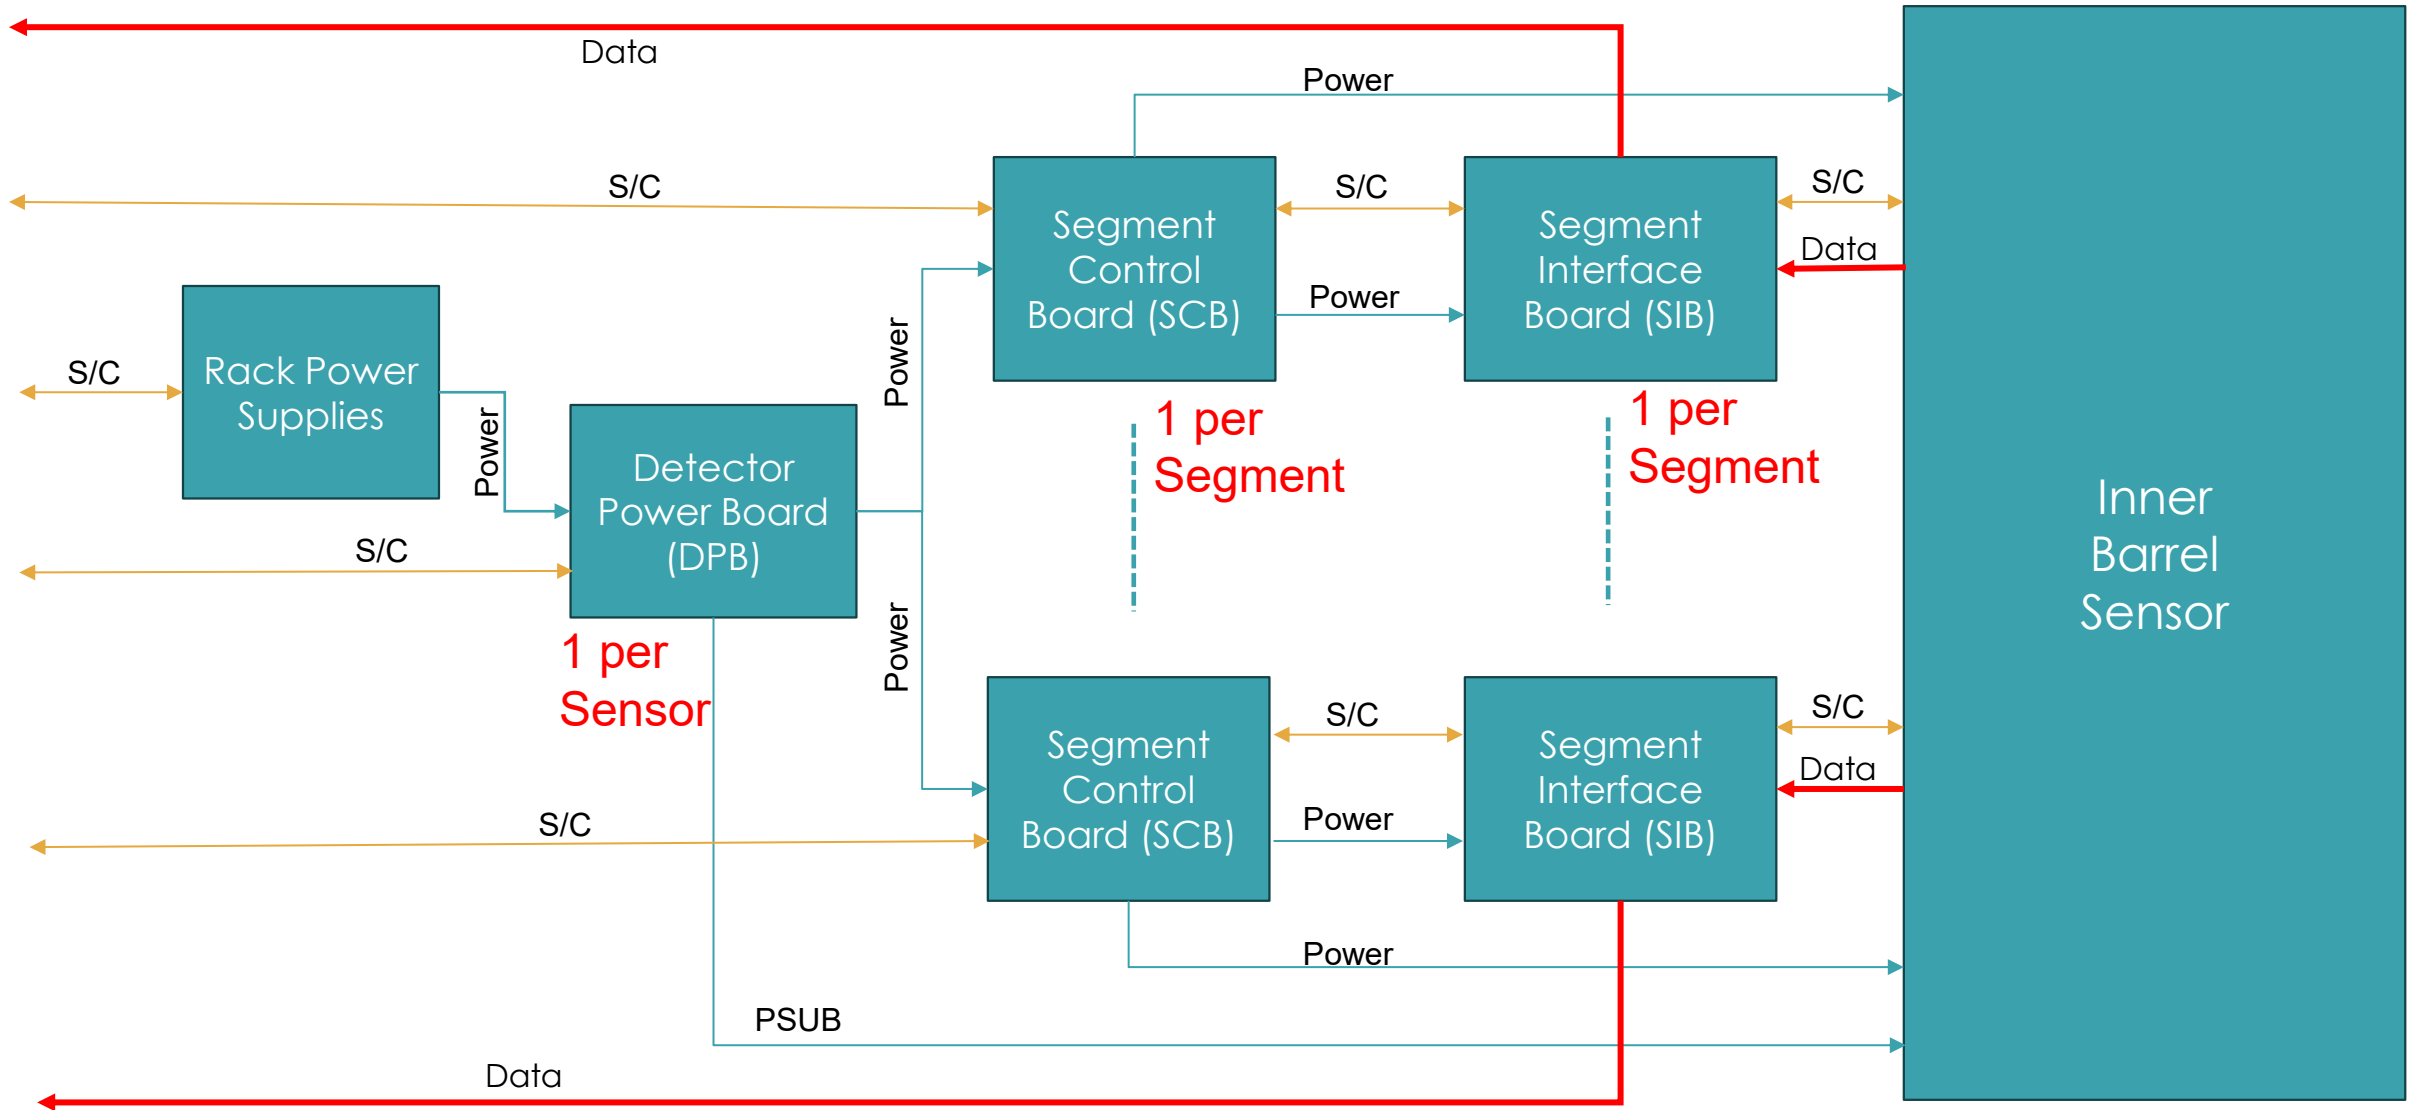 Data
Power
S/C
S/C
S/C
Segment
Control
Board (SCB)
Segment
Interface
Board (SIB)
Data
Power
Power
Rack Power
Supplies
S/C
Power
1 per
Segment
1 per
Segment
Detector
Power Board
(DPB)
S/C
Inner
Barrel
Sensor
1 per
Sensor
Power
S/C
S/C
Segment
Control
Board (SCB)
Segment
Interface
Board (SIB)
Data
S/C
Power
Power
PSUB
Data